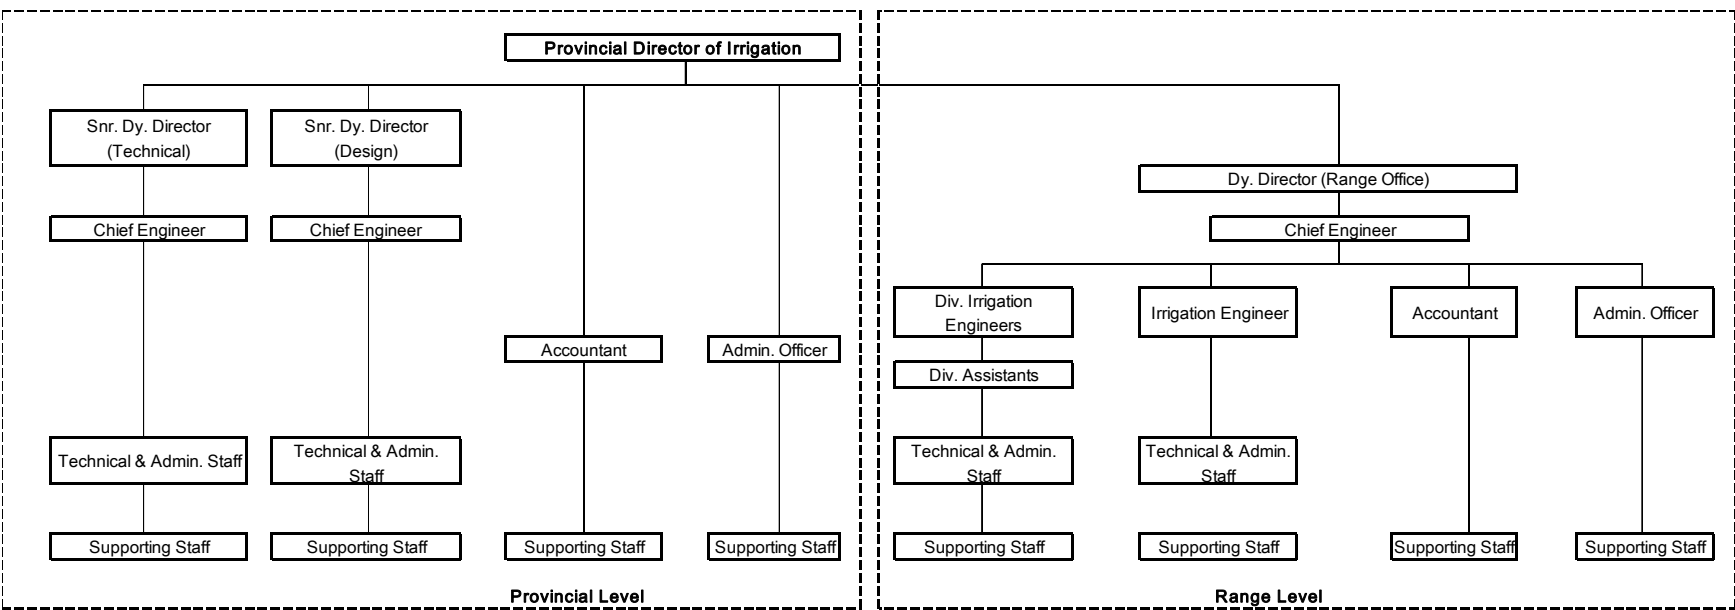 Provincial Director of Irrigation
Snr. Dy. Director
(Technical)
Snr. Dy. Director
(Design)
Dy. Director (Range Office)
Chief Engineer
Chief Engineer
Chief Engineer
Div. Irrigation
Engineers
Irrigation Engineer
Accountant
Admin. Officer
Accountant
Admin. Officer
Div. Assistants
Technical & Admin. Staff
Technical & Admin.
Staff
Technical & Admin.
Staff
Technical & Admin.
Staff
Supporting Staff
Supporting Staff
Supporting Staff
Supporting Staff
Supporting Staff
Supporting Staff
Supporting Staff
Supporting Staff
Provincial Level
Range Level